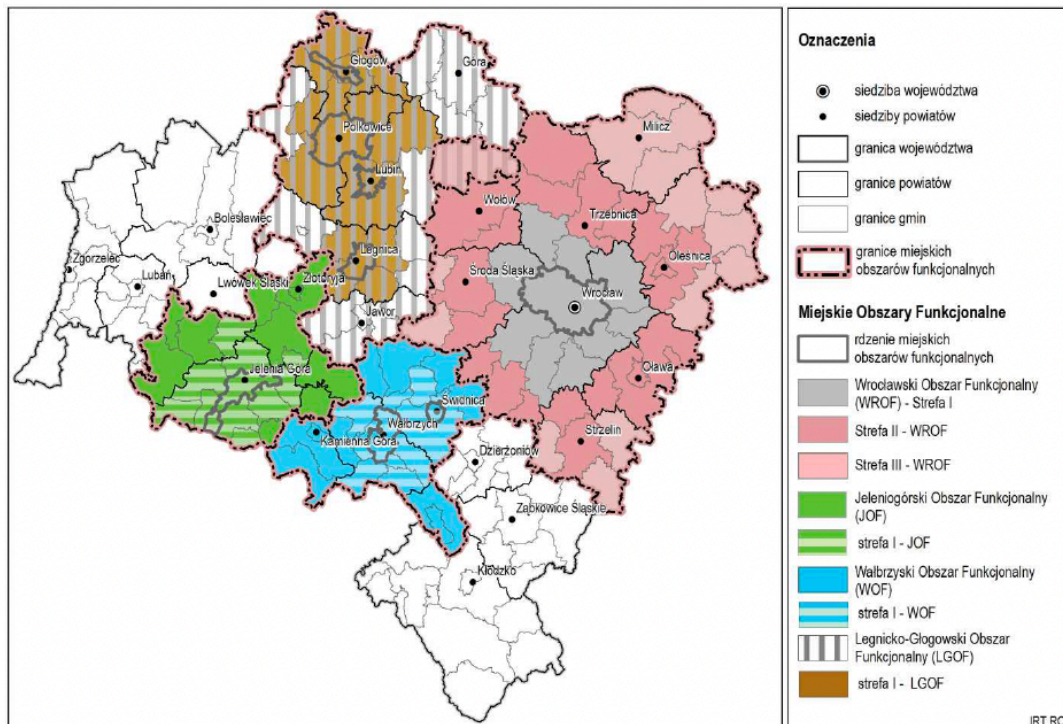 Głogów
Góra
Milicz
Polkowice
Lubin
Wołów
Trzebnica
Bolesławiec
Legnica
Oleśnica
Zgorzelec
Środa Śląska
Lubań
Złotoryja
Lwówek Śląski
Wrocław
Jawor
Jelenia Góra
Oława
Świdnica
Wałbrzych
Strzelin
Kamienna Góra
Dzierżoniów
Ząbkowice Śląskie
Kłodzko
Oznaczenia
siedziba województwa
siedziby powiatów
granica województwa
granice powiatów
granice gmin
granice miejskich
obszarów funkcjonalnych
Miejskie Obszary Funkcjonalne
rdzenie miejskich
obszarów funkcjonalnych
Wrocławski Obszar Funkcjonalny
(WROF) - Strefa I
Strefa II - WROF
Strefa III - WROF
Jeleniogórski Obszar Funkcjonalny
(JOF)
strefa I - JOF
Wałbrzyski Obszar Funkcjonalny
(WOF)
strefa I - WOF
Legnicko-Głogowski Obszar
Funkcjonalny (LGOF)
strefa I - LGOF